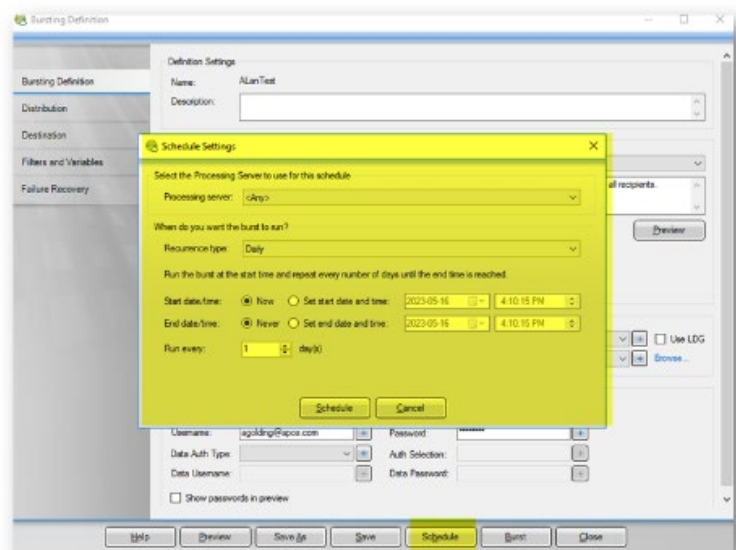 Bursting Definition
Bursting Definition
Distribution
Destination
Filters and Variables
Failure Recovery
Definition Settings
Name: ALanTest
Description:
all recipients.
Preview
Schedule Settings
Select the Processing Server to use for this schedule
Processing server: <Any>
When do you want the burst to run?
Recurrence type: Daily
Run the burst at the start time and repeat every number of days until the end time is reached.
Start date/time: Now Set start date and time: 2023-05-16 4:10:15 PM
End date/time: Never Set end date and time: 2023-05-16 4:10:15 PM
Run every: 1 day(s)
Schedule Cancel
Use LDG
Browse...
Username: agolding@apos.com Password: ********
Data Auth Type: Auth Selection:
Data Username: Data Password:
Show passwords in preview
Help Preview Save As Save Schedule Burst Close